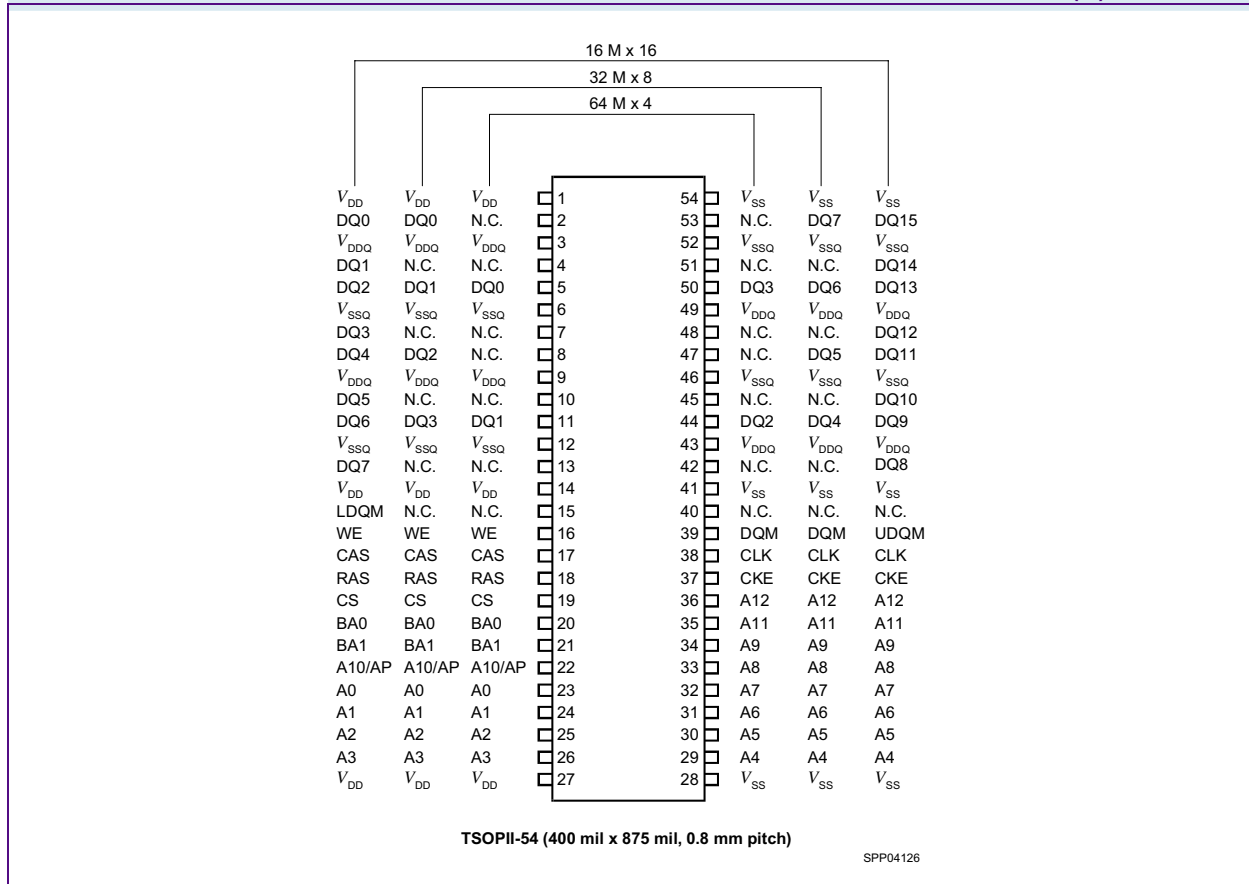 16 M x 16
32 M x 8
64 M x 4
VDD VDD VDD 1 54 VSS VSS VSS
DQ0 DQ0 N.C. 2 53 N.C. DQ7 DQ15
VDDQ VDDQ VDDQ 3 52 VSSQ VSSQ VSSQ
DQ1 N.C. N.C. 4 51 N.C. N.C. DQ14
DQ2 DQ1 DQ0 5 50 DQ3 DQ6 DQ13
VSSQ VSSQ VSSQ 6 49 VDDQ VDDQ VDDQ
DQ3 N.C. N.C. 7 48 N.C. N.C. DQ12
DQ4 DQ2 N.C. 8 47 N.C. DQ5 DQ11
VDDQ VDDQ VDDQ 9 46 VSSQ VSSQ VSSQ
DQ5 N.C. N.C. 10 45 N.C. N.C. DQ10
DQ6 DQ3 DQ1 11 44 DQ2 DQ4 DQ9
VSSQ VSSQ VSSQ 12 43 VDDQ VDDQ VDDQ
DQ7 N.C. N.C. 13 42 N.C. N.C. DQ8
VDD VDD VDD 14 41 VSS VSS VSS
LDQM N.C. N.C. 15 40 N.C. N.C. N.C.
WE WE WE 16 39 DQM DQM UDQM
CAS CAS CAS 17 38 CLK CLK CLK
RAS RAS RAS 18 37 CKE CKE CKE
CS CS CS 19 36 A12 A12 A12
BA0 BA0 BA0 20 35 A11 A11 A11
BA1 BA1 BA1 21 34 A9 A9 A9
A10/AP A10/AP A10/AP 22 33 A8 A8 A8
A0 A0 A0 23 32 A7 A7 A7
A1 A1 A1 24 31 A6 A6 A6
A2 A2 A2 25 30 A5 A5 A5
A3 A3 A3 26 29 A4 A4 A4
VDD VDD VDD 27 28 VSS VSS VSS
TSOPII-54 (400 mil x 875 mil, 0.8 mm pitch)
SPP04126